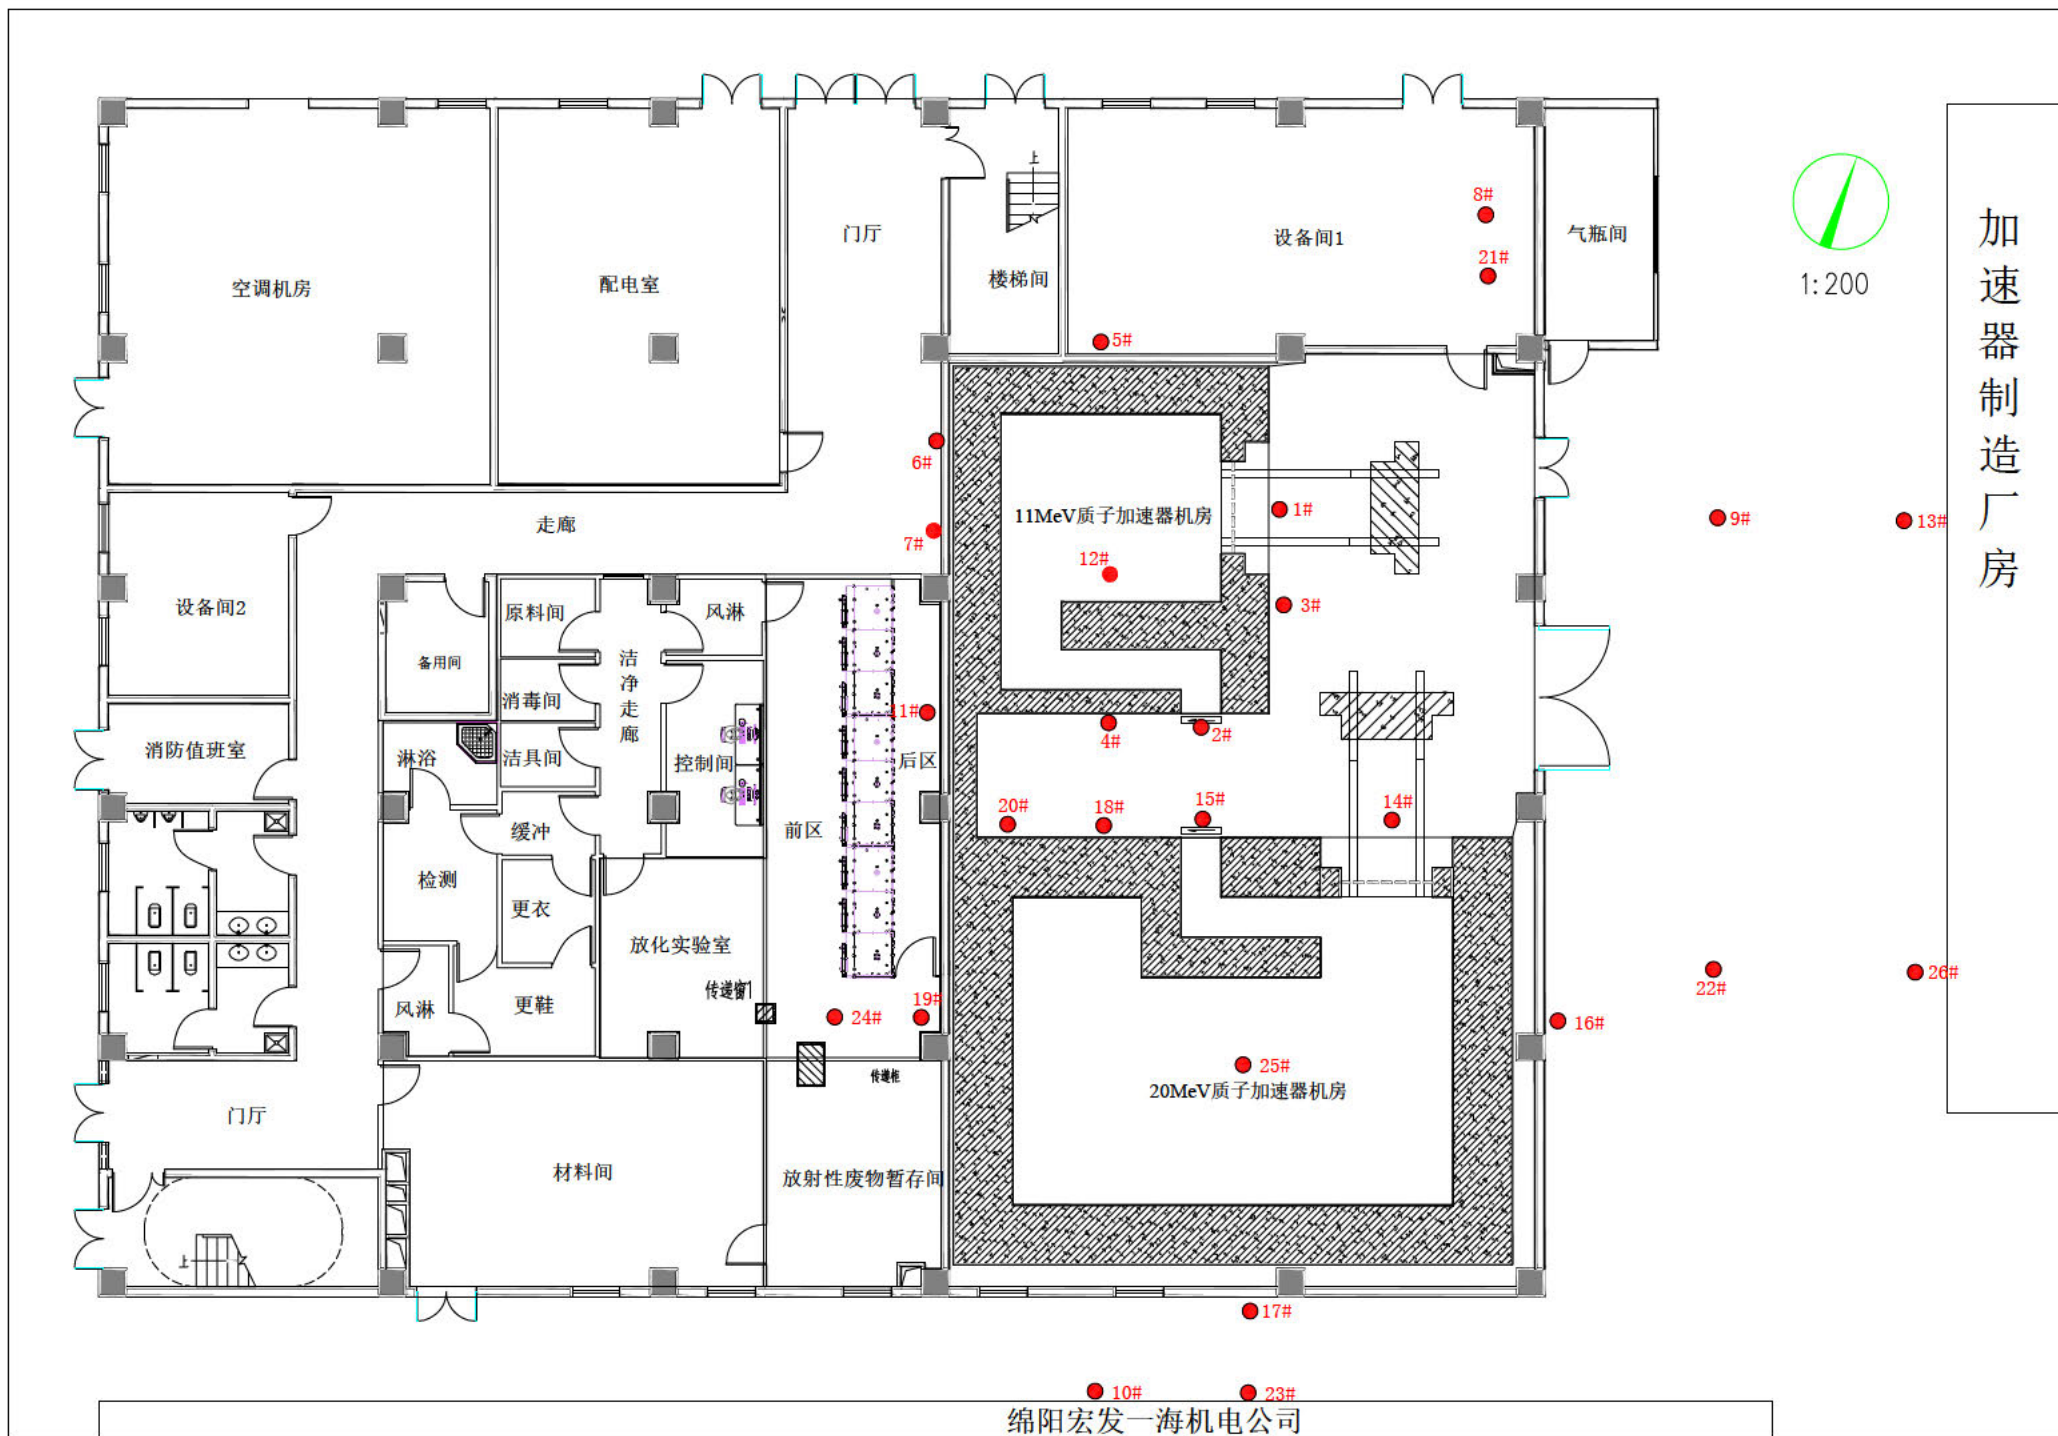 上
8#
门厅
设备间1
气瓶间
21#
楼梯间
空调机房
配电室
1:200
加速器制造厂房
5#
6#
11MeV质子加速器机房
1#
9#
13#
走廊
7#
12#
设备间2
原料间
风淋
3#
备用间
洁净走廊
消毒间
11#
4#
2#
消防值班室
淋浴
洁具间
控制间
后区
20#
18#
15#
14#
缓冲
前区
检测
更衣
放化实验室
传递窗1
22#
26#
风淋
更鞋
24#
19#
16#
25#
传递柜
20MeV质子加速器机房
门厅
材料间
放射性废物暂存间
上
17#
10#
23#
绵阳宏发一海机电公司